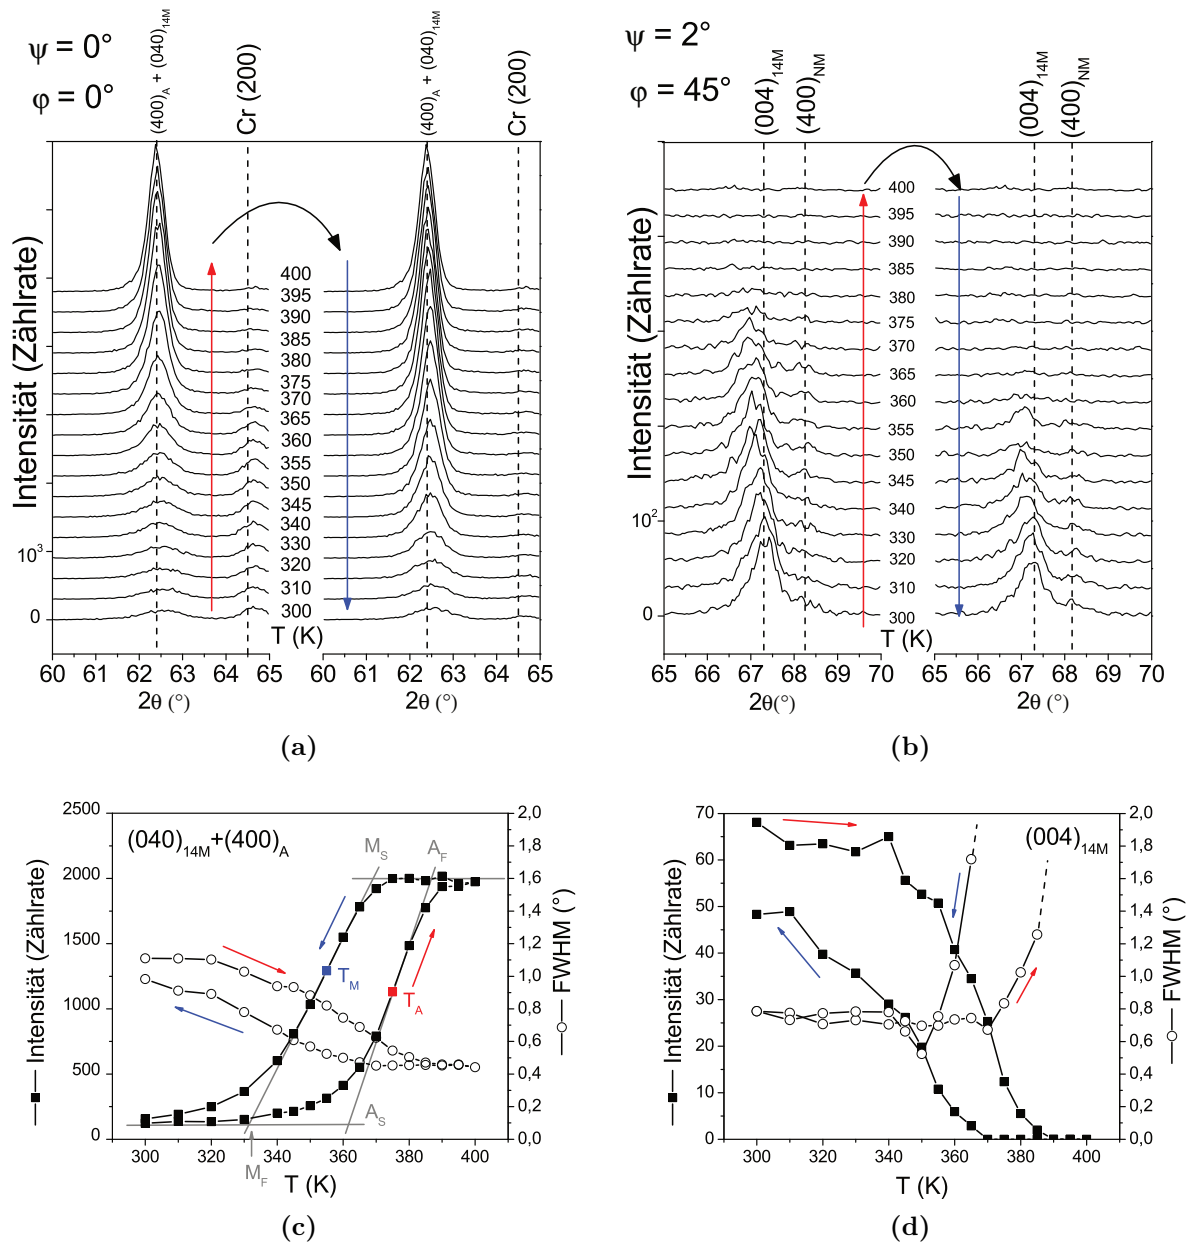 ψ = 0°
φ = 0°
(400)A + (040)14M
Cr (200)
(400)A + (040)14M
Cr (200)
Intensität (Zählrate)
10³
0
400
395
390
385
380
375
370
365
360
355
350
345
340
330
320
310
300
T (K)
60 61 62 63 64 65
60 61 62 63 64 65
2θ (°)
2θ (°)
(a)
ψ = 2°
φ = 45°
(004)14M
(400)NM
(004)14M
(400)NM
Intensität (Zählrate)
10²
0
400
395
390
385
380
375
370
365
360
355
350
345
340
330
320
310
300
T (K)
65 66 67 68 69 70
65 66 67 68 69 70
2θ(°)
2θ (°)
(b)
(040)14M+(400)A
MS
AF
TM
TA
AS
MF
Intensität (Zählrate)
2500
2000
1500
1000
500
0
2,0
1,8
1,6
1,4
1,2
1,0
0,8
0,6
0,4
0,2
0,0
FWHM (°)
300 320 340 360 380 400
T (K)
(c)
(004)14M
Intensität (Zählrate)
70
60
50
40
30
20
10
0
2,0
1,8
1,6
1,4
1,2
1,0
0,8
0,6
0,4
0,2
0,0
FWHM (°)
300 320 340 360 380 400
T (K)
(d)